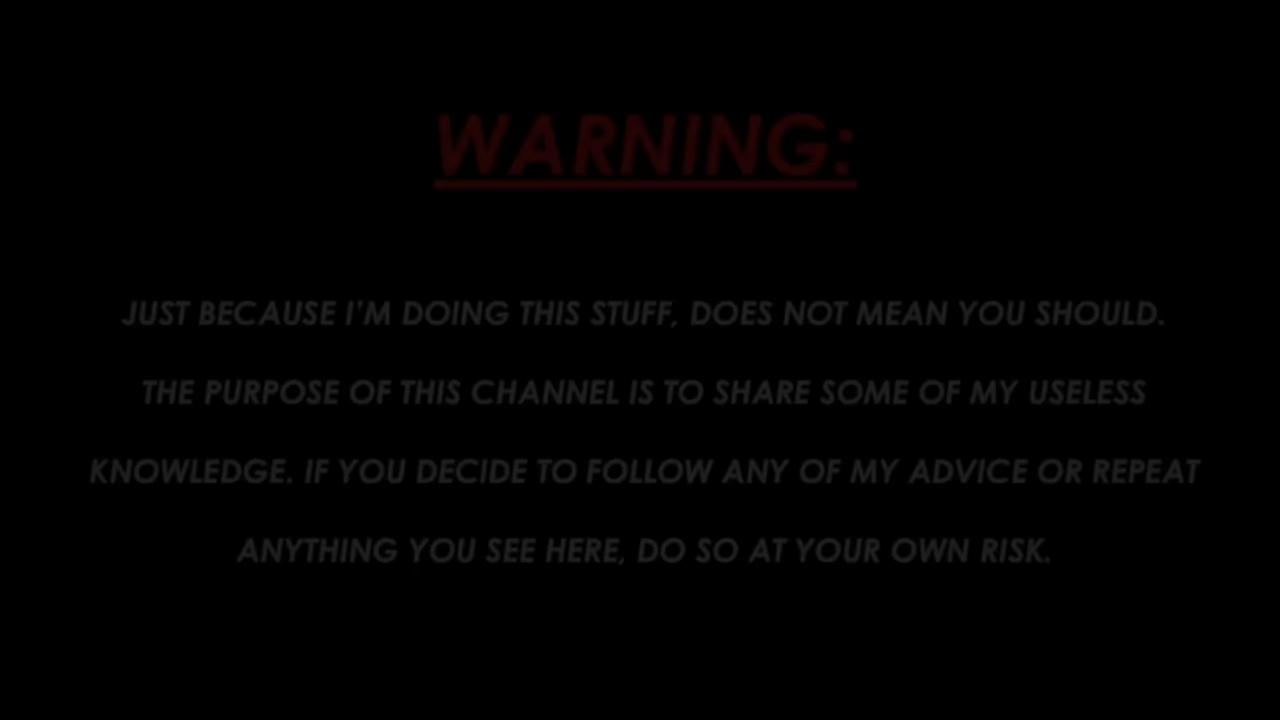 WARNING:
JUST BECAUSE I'M DOING THIS STUFF, DOES NOT MEAN YOU SHOULD.
THE PURPOSE OF THIS CHANNEL IS TO SHARE SOME OF MY USELESS
KNOWLEDGE. IF YOU DECIDE TO FOLLOW ANY OF MY ADVICE OR REPEAT
ANYTHING YOU SEE HERE, DO SO AT YOUR OWN RISK.